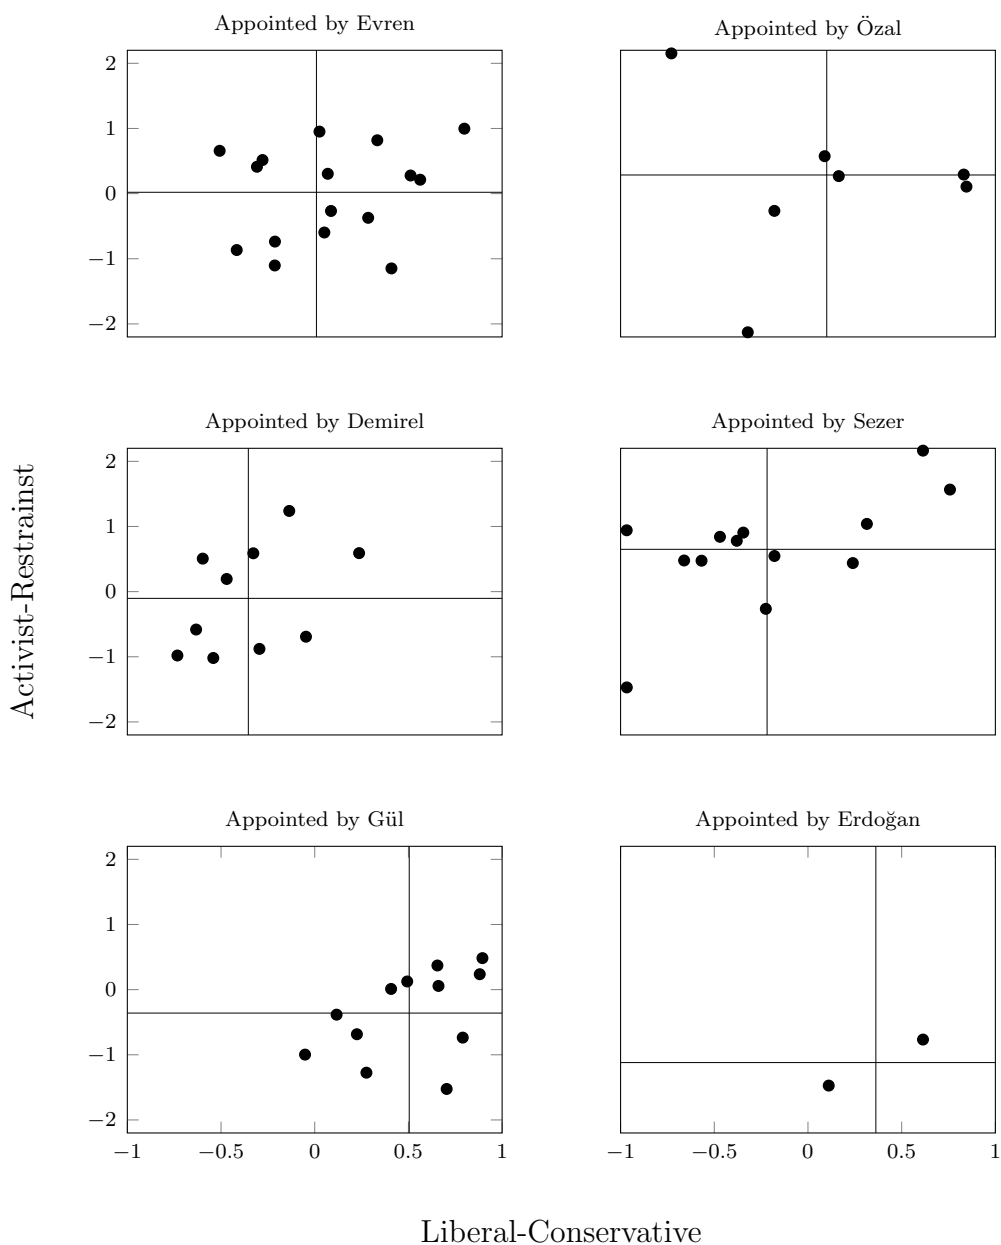 Appointed by Evren
Appointed by Özal
2
1
0
−1
−2
Appointed by Demirel
Appointed by Sezer
2
1
0
−1
−2
Activist-Restrainst
Appointed by Gül
Appointed by Erdoğan
2
1
0
−1
−2
−1 −0.5 0 0.5 1
−1 −0.5 0 0.5 1
Liberal-Conservative